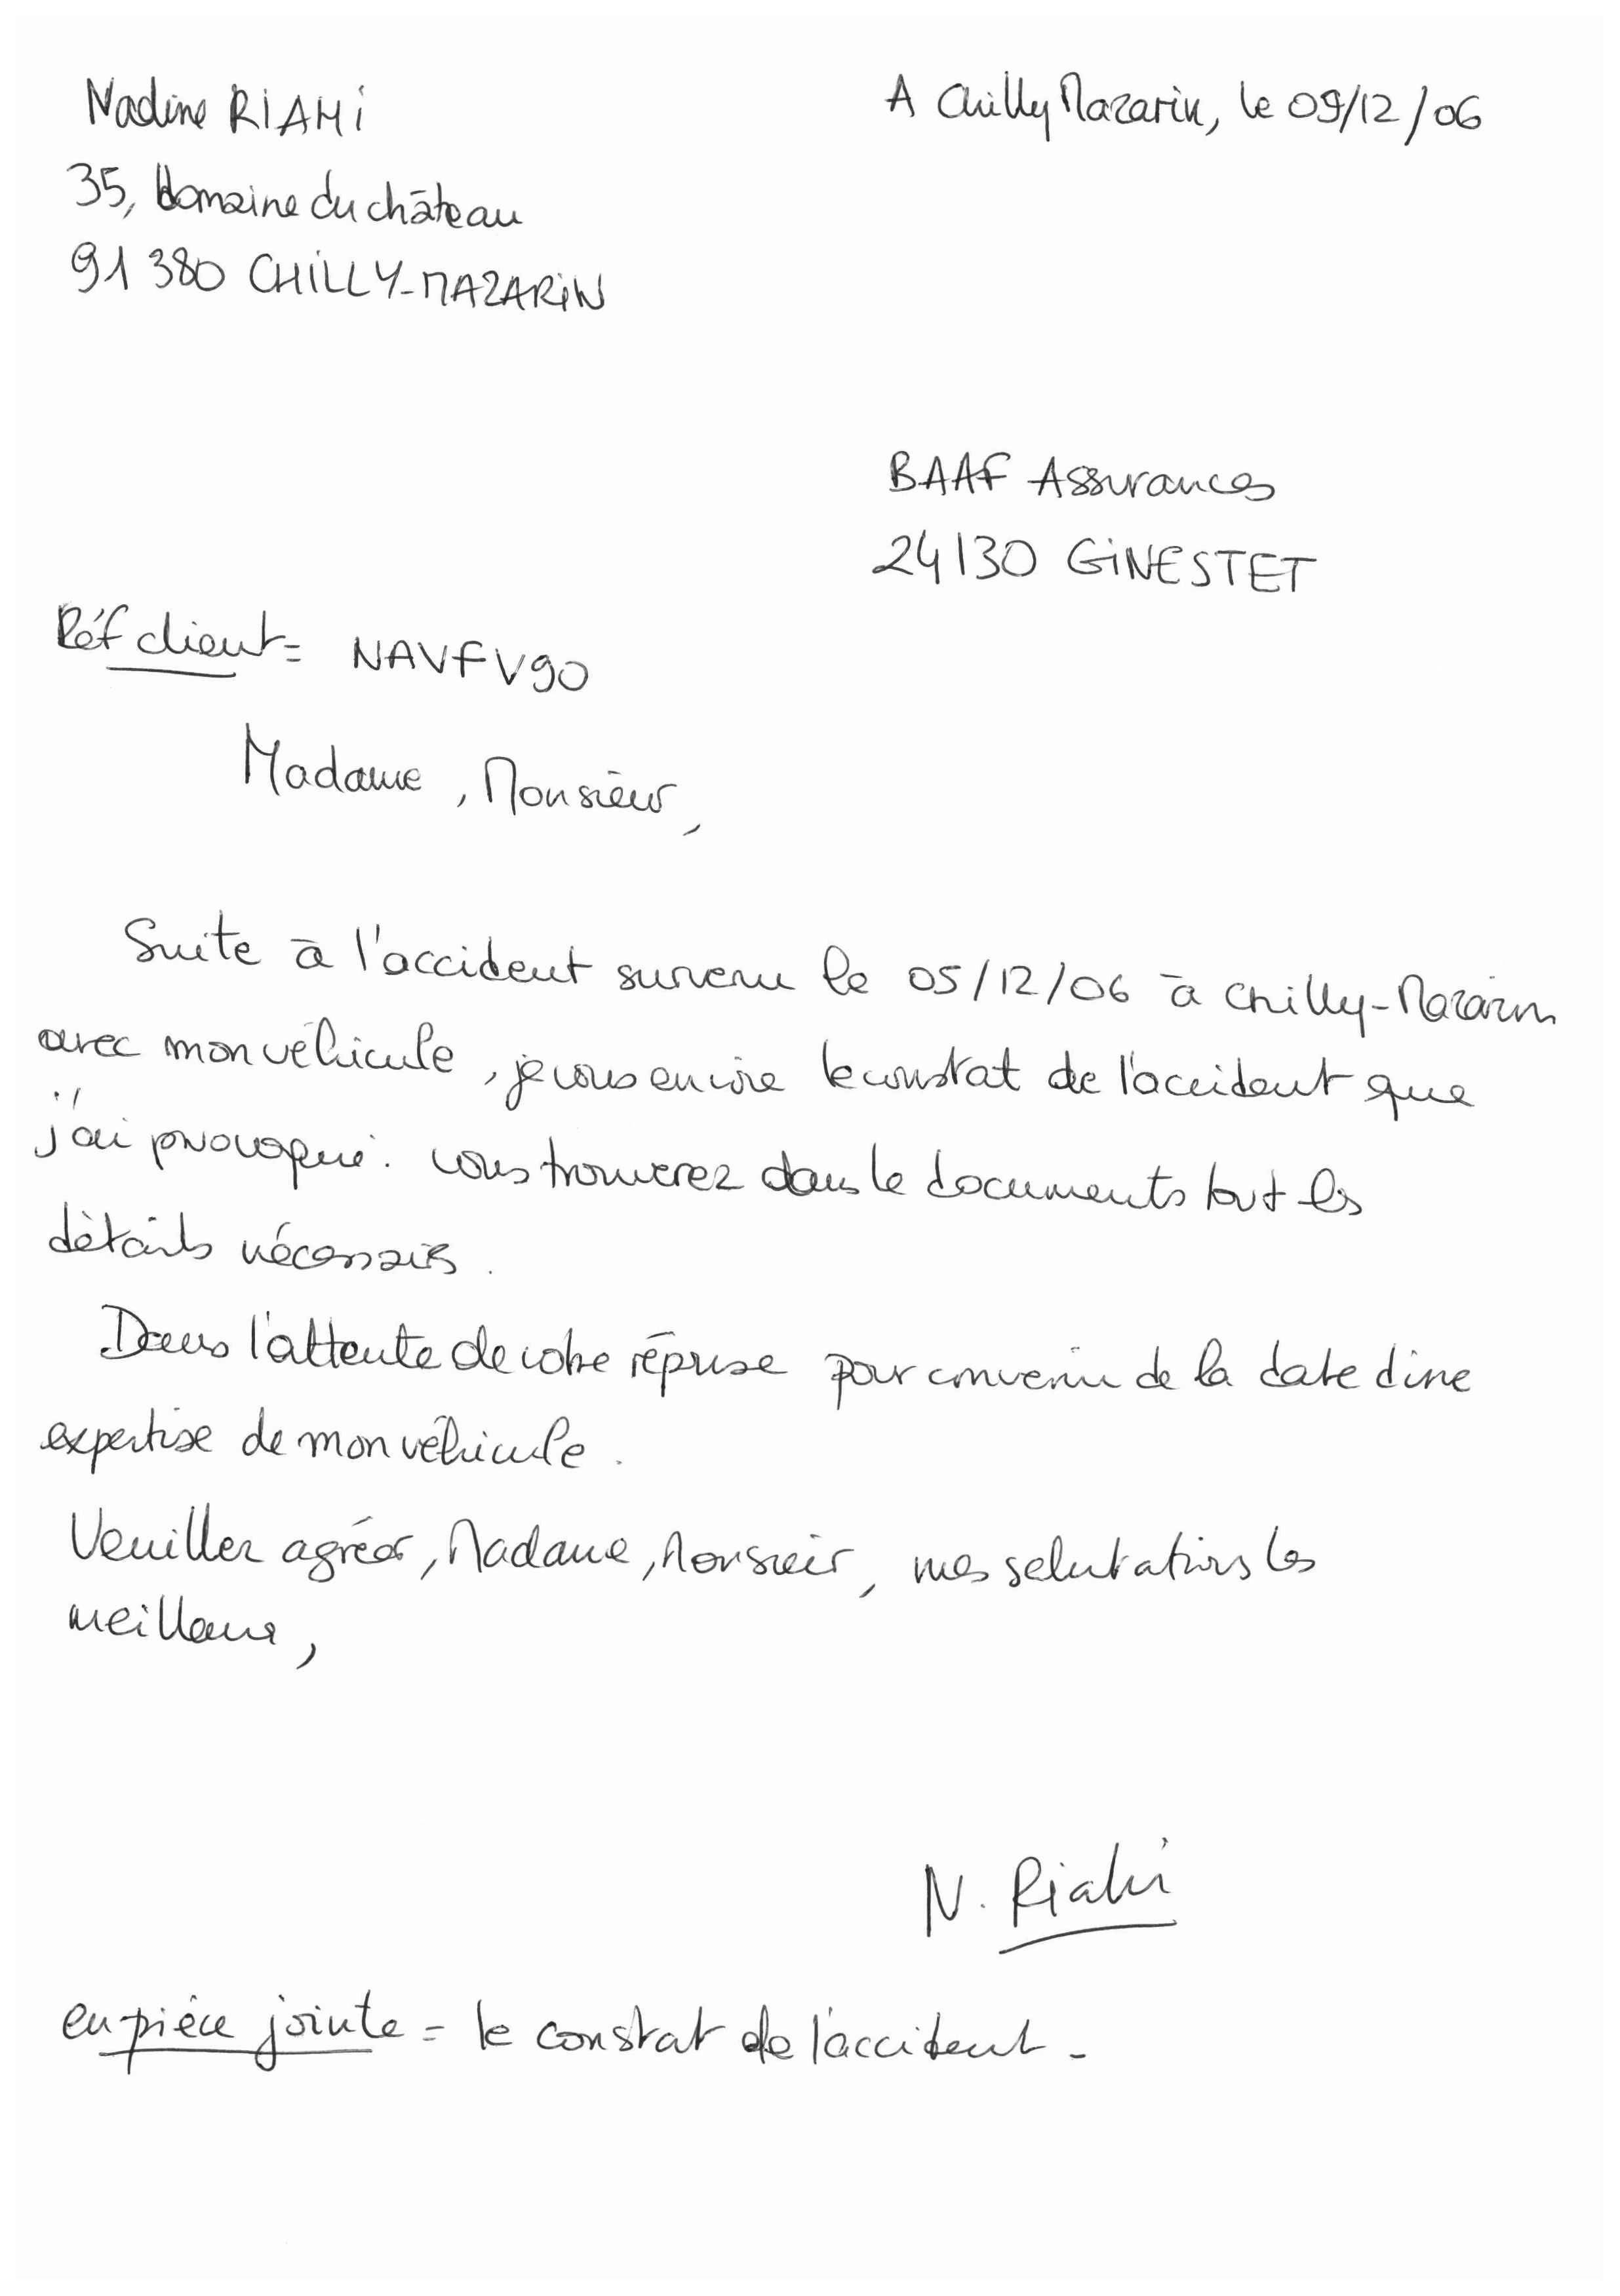 Nadine RIAHI
A Chilly Mazarin, le 09/12/06
35, domaine du château
91 380 CHILLY-MAZARIN
BAAF Assurances
24130 GINESTET
Réf client = NAVFV90
Madame, Monsieur,
Suite à l'accident survenu le 05/12/06 à Chilly-Mazarin
avec mon véhicule, je vous envoie le constat de l'accident que
j'ai provoqué. Vous trouverez dans le documents tout les
détails nécessaires.
Dans l'attente de votre réponse pour convenir de la date d'une
expertise de mon véhicule.
Veuillez agréer, Madame, Monsieur, mes salutations les
meilleurs,
N. Riahi
en pièce jointe = le constat de l'accident.